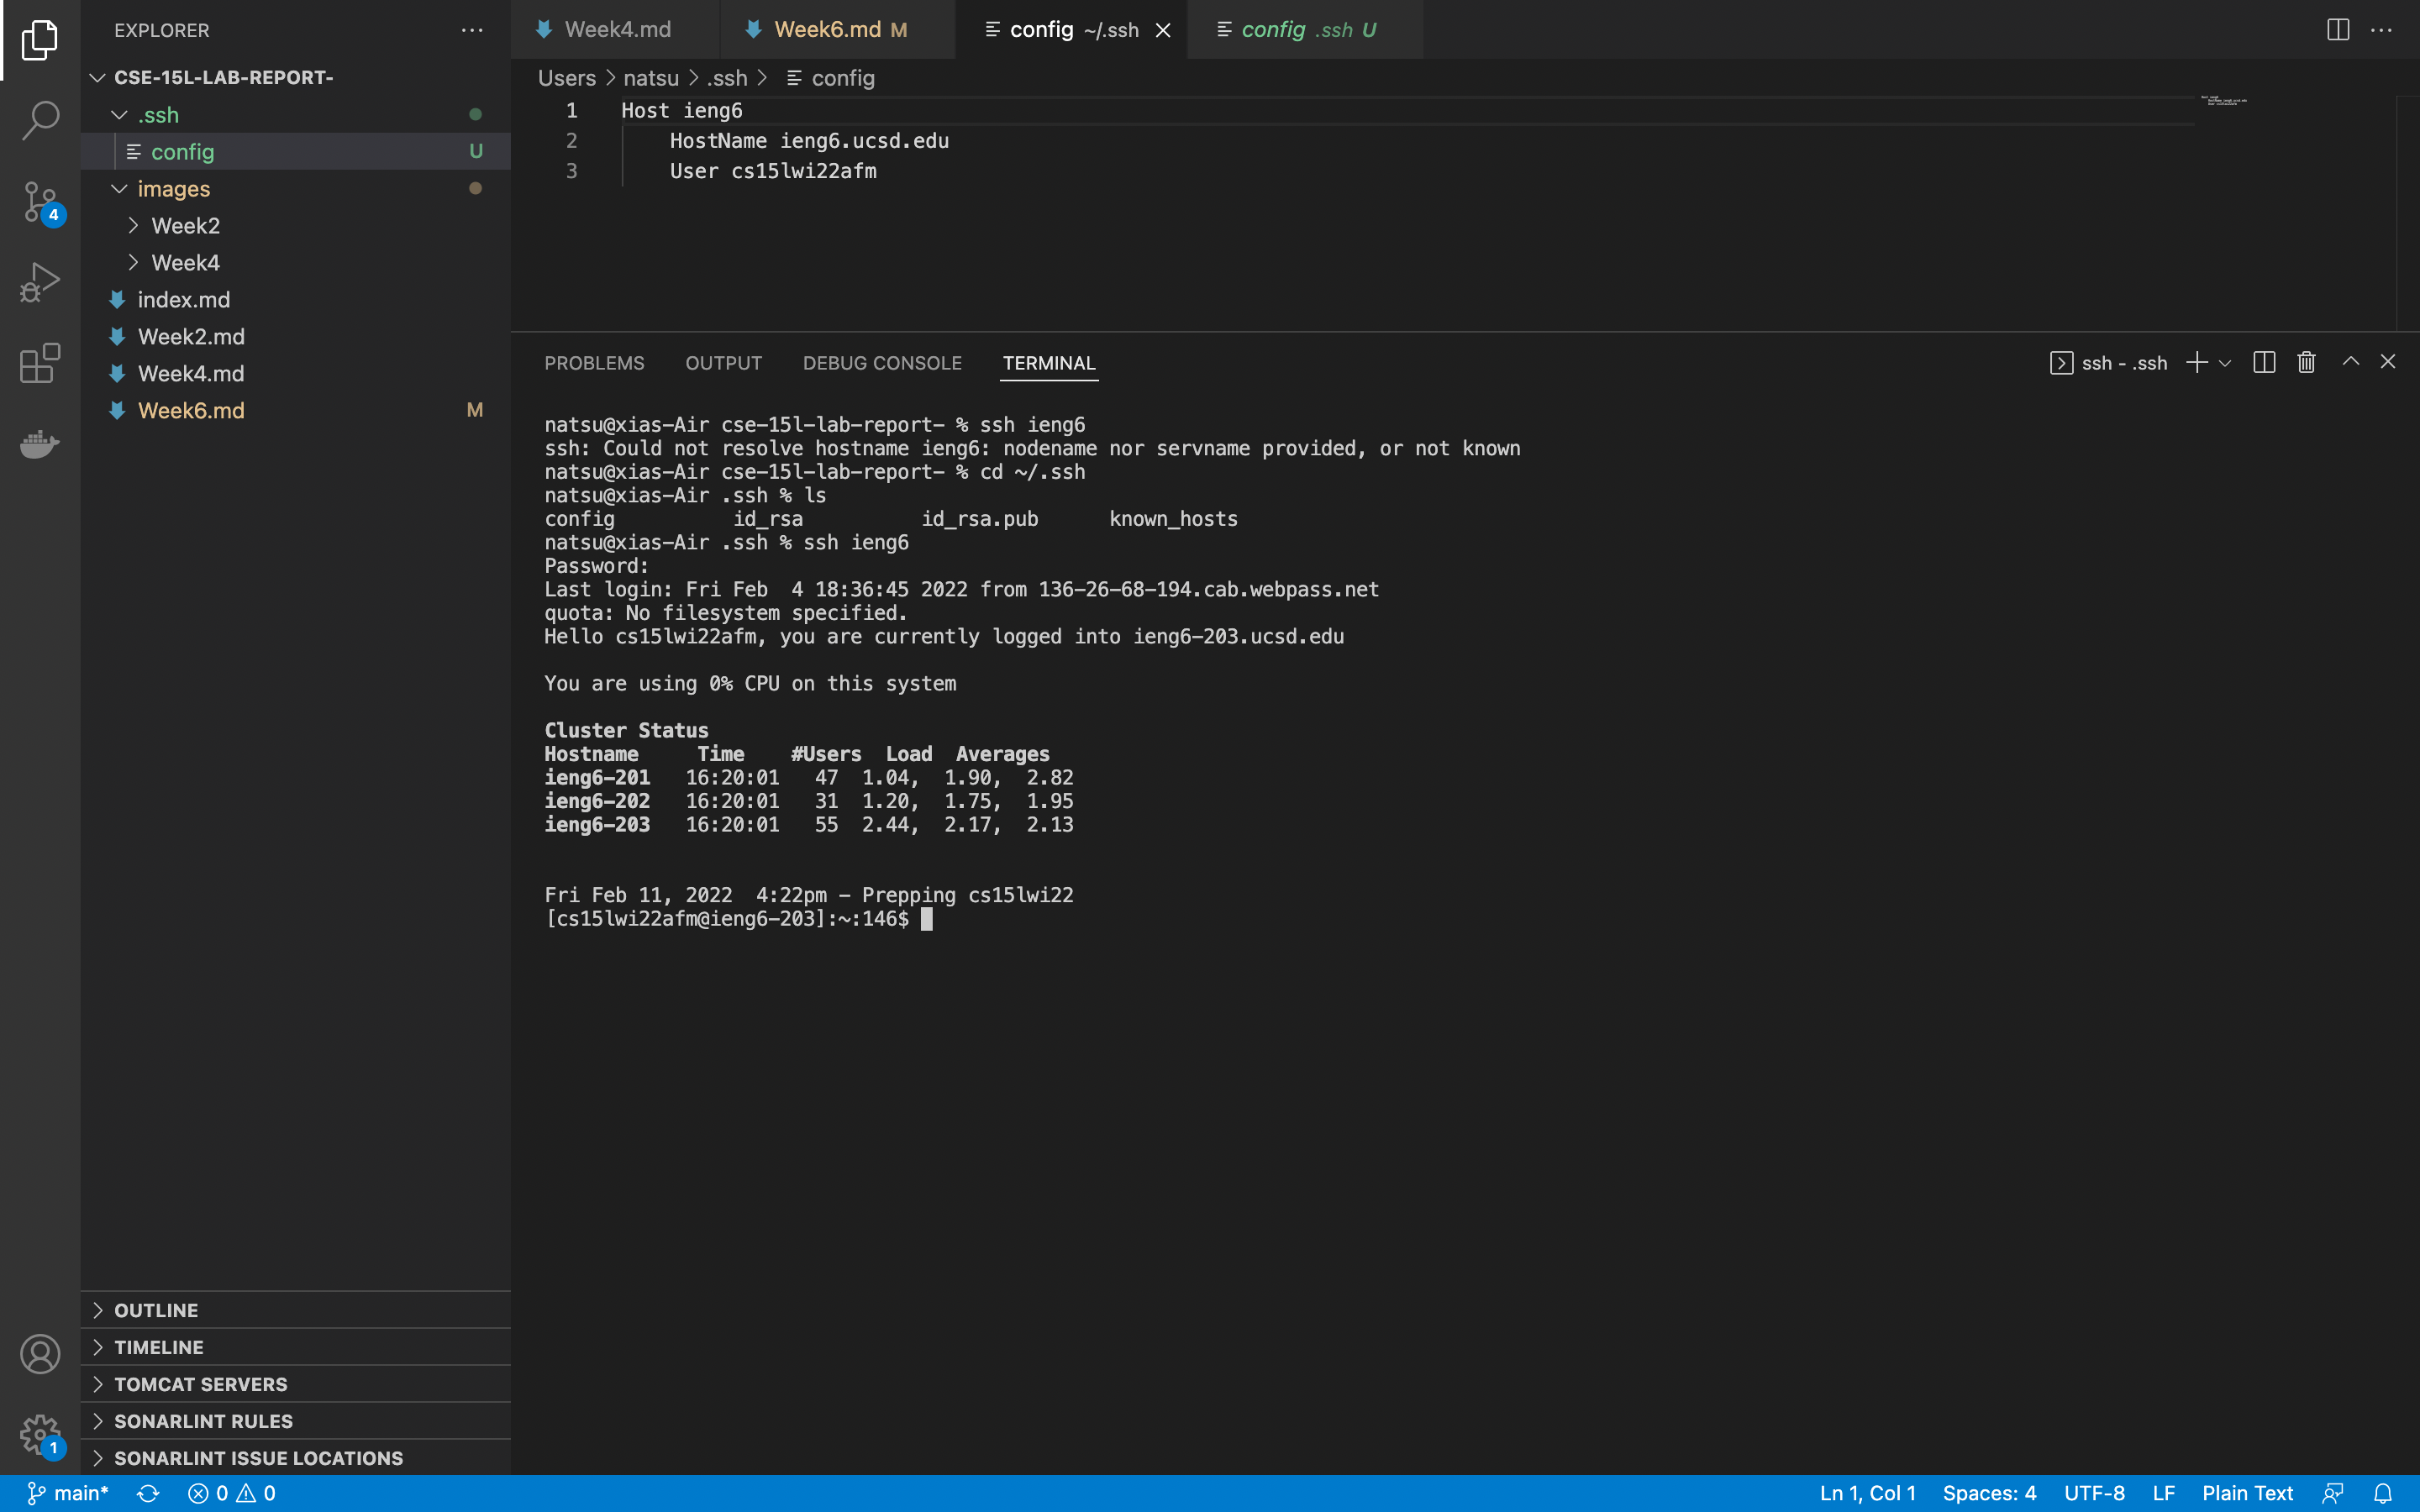 EXPLORER
CSE-15L-LAB-REPORT-
.ssh
config U
images
Week2
Week4
index.md
Week2.md
Week4.md
Week6.md M
4
OUTLINE
TIMELINE
TOMCAT SERVERS
SONARLINT RULES
SONARLINT ISSUE LOCATIONS
1
Week4.md Week6.md M config ~/.ssh config .ssh U
Users > natsu > .ssh > config
1 Host ieng6
2 HostName ieng6.ucsd.edu
3 User cs15lwi22afm
PROBLEMS OUTPUT DEBUG CONSOLE TERMINAL ssh - .ssh
natsu@xias-Air cse-15l-lab-report- % ssh ieng6
ssh: Could not resolve hostname ieng6: nodename nor servname provided, or not known
natsu@xias-Air cse-15l-lab-report- % cd ~/.ssh
natsu@xias-Air .ssh % ls
config id_rsa id_rsa.pub known_hosts
natsu@xias-Air .ssh % ssh ieng6
Password:
Last login: Fri Feb  4 18:36:45 2022 from 136-26-68-194.cab.webpass.net
quota: No filesystem specified.
Hello cs15lwi22afm, you are currently logged into ieng6-203.ucsd.edu
You are using 0% CPU on this system
Cluster Status
Hostname Time #Users Load Averages
ieng6-201 16:20:01 47 1.04, 1.90, 2.82
ieng6-202 16:20:01 31 1.20, 1.75, 1.95
ieng6-203 16:20:01 55 2.44, 2.17, 2.13
Fri Feb 11, 2022  4:22pm - Prepping cs15lwi22
[cs15lwi22afm@ieng6-203]:~:146$
main* 0 0 Ln 1, Col 1 Spaces: 4 UTF-8 LF Plain Text